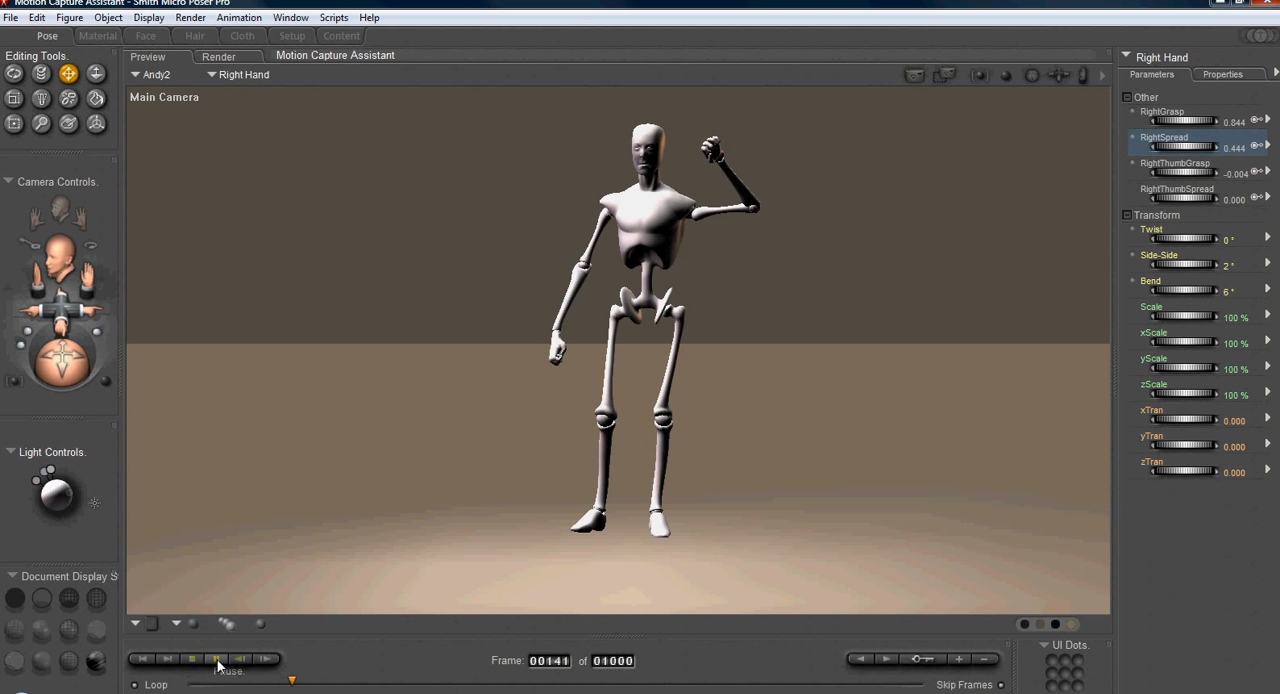 Motion Capture Assistant - Smith Micro Poser Pro
File Edit Figure Object Display Render Animation Window Scripts Help
Pose Material Face Hair Cloth Setup Content
Editing Tools.
Preview Render Motion Capture Assistant
Andy2 Right Hand
Main Camera
Camera Controls.
Light Controls.
Document Display S
Right Hand
Parameters Properties
Other
RightGrasp
0.844
RightSpread
0.444
RightThumbGrasp
-0.004
RightThumbSpread
0.000
Transform
Twist
0 °
Side-Side
2 °
Bend
6 °
Scale
100 %
xScale
100 %
yScale
100 %
zScale
100 %
xTran
0.000
yTran
0.000
zTran
0.000
Frame: 00141 of 01000
UI Dots.
Loop Skip Frames